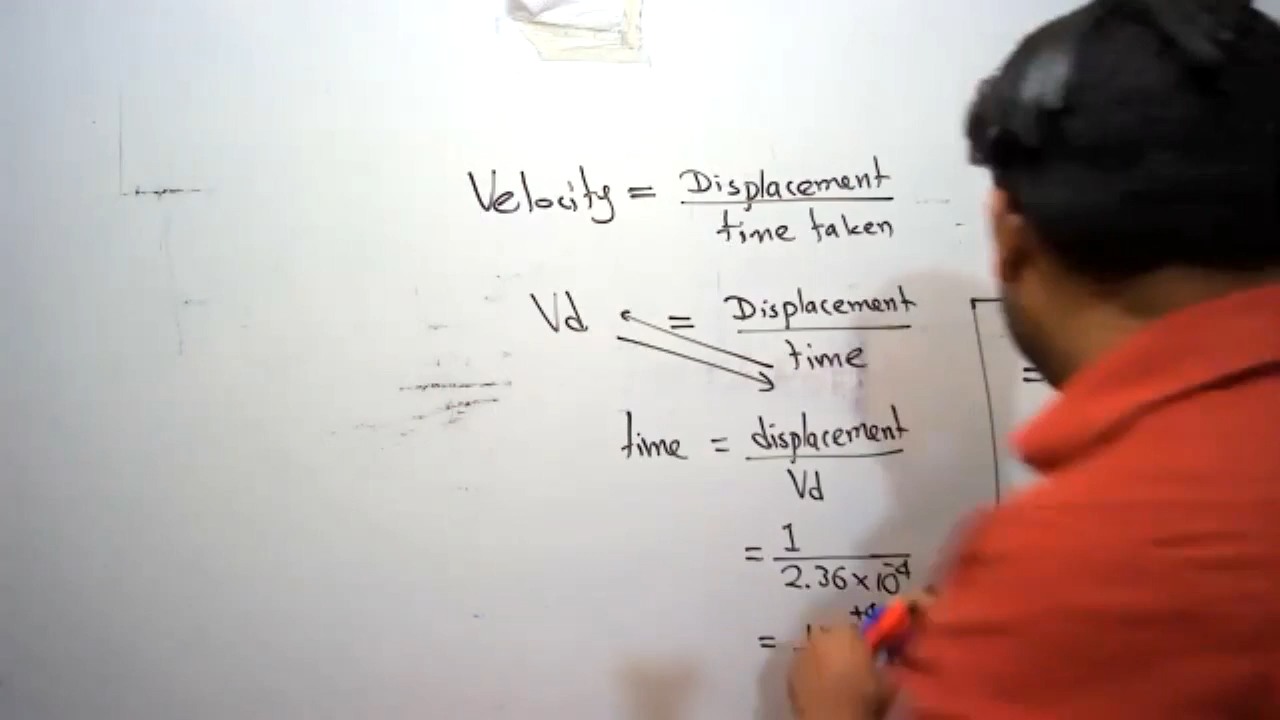 Velocity = Displacement / time taken
Vd = Displacement / time
time = displacement / Vd
= 1 / 2.36 × 10⁻⁴
=
=